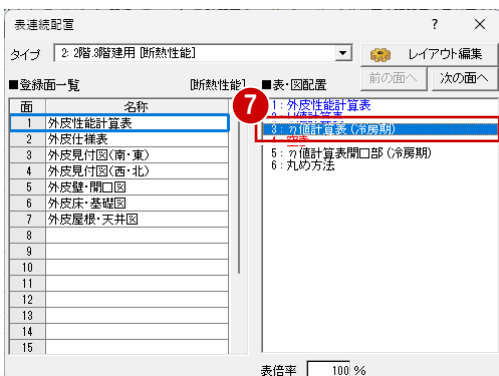 表連続配置 ? ×
タイプ 2: 2階.3階建用 [断熱性能] レイアウト編集
■登録面一覧 [断熱性能] ■表・図配置 前の面へ 次の面へ
面 名称
1 外皮性能計算表
2 外皮仕様表
3 外皮見付図(南・東)
4 外皮見付図(西・北)
5 外皮壁・開口図
6 外皮床・基礎図
7 外皮屋根・天井図
8
9
10
11
12
13
14
15
7
1 : 外皮性能計算表
3 : η値計算表(冷房期)
5 : η値計算表開口部(冷房期)
6 : 丸め方法
表倍率 100 %